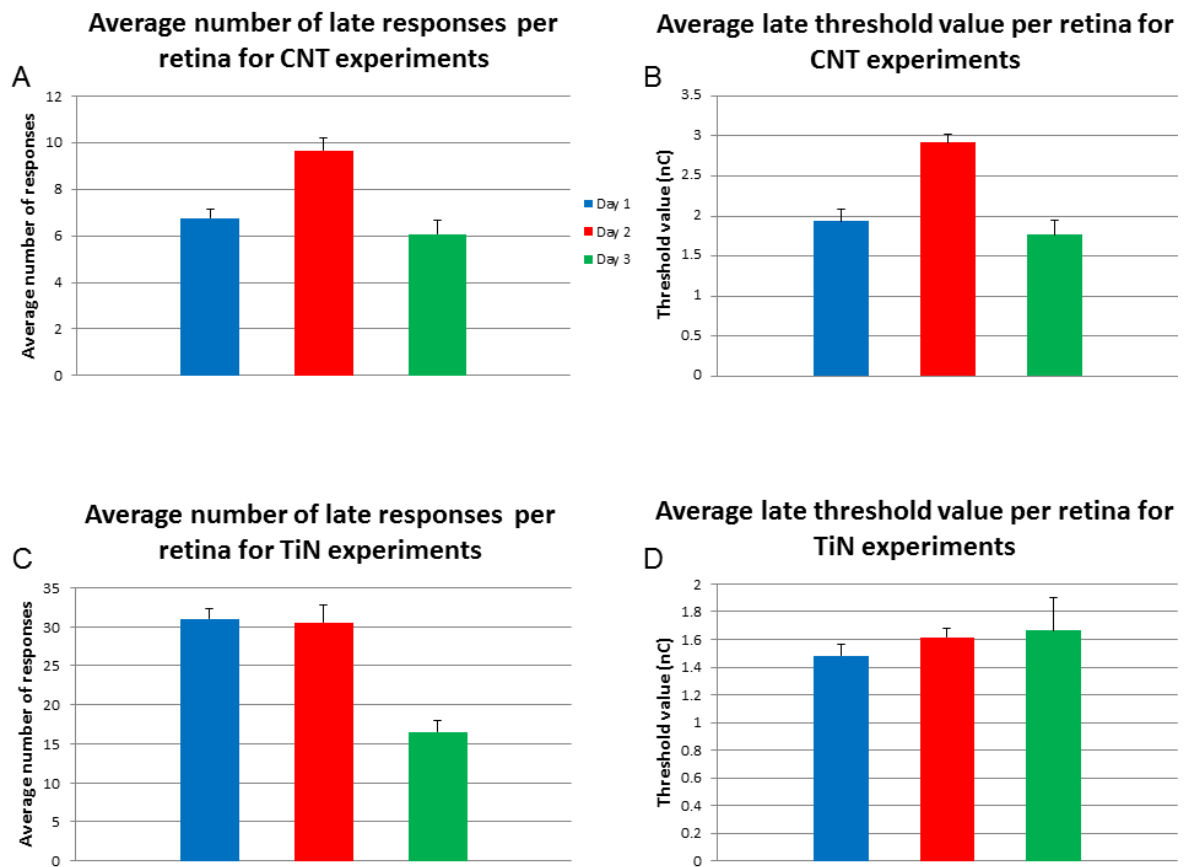 Average number of late responses per
retina for CNT experiments
A
Average number of responses
12
10
8
6
4
2
0
Day 1
Day 2
Day 3
Average late threshold value per retina for
CNT experiments
B
Threshold value (nC)
3.5
3
2.5
2
1.5
1
0.5
0
Average number of late responses per
retina for TiN experiments
C
Average number of responses
35
30
25
20
15
10
5
0
Average late threshold value per retina for
TiN experiments
D
Threshold value (nC)
2
1.8
1.6
1.4
1.2
1
0.8
0.6
0.4
0.2
0